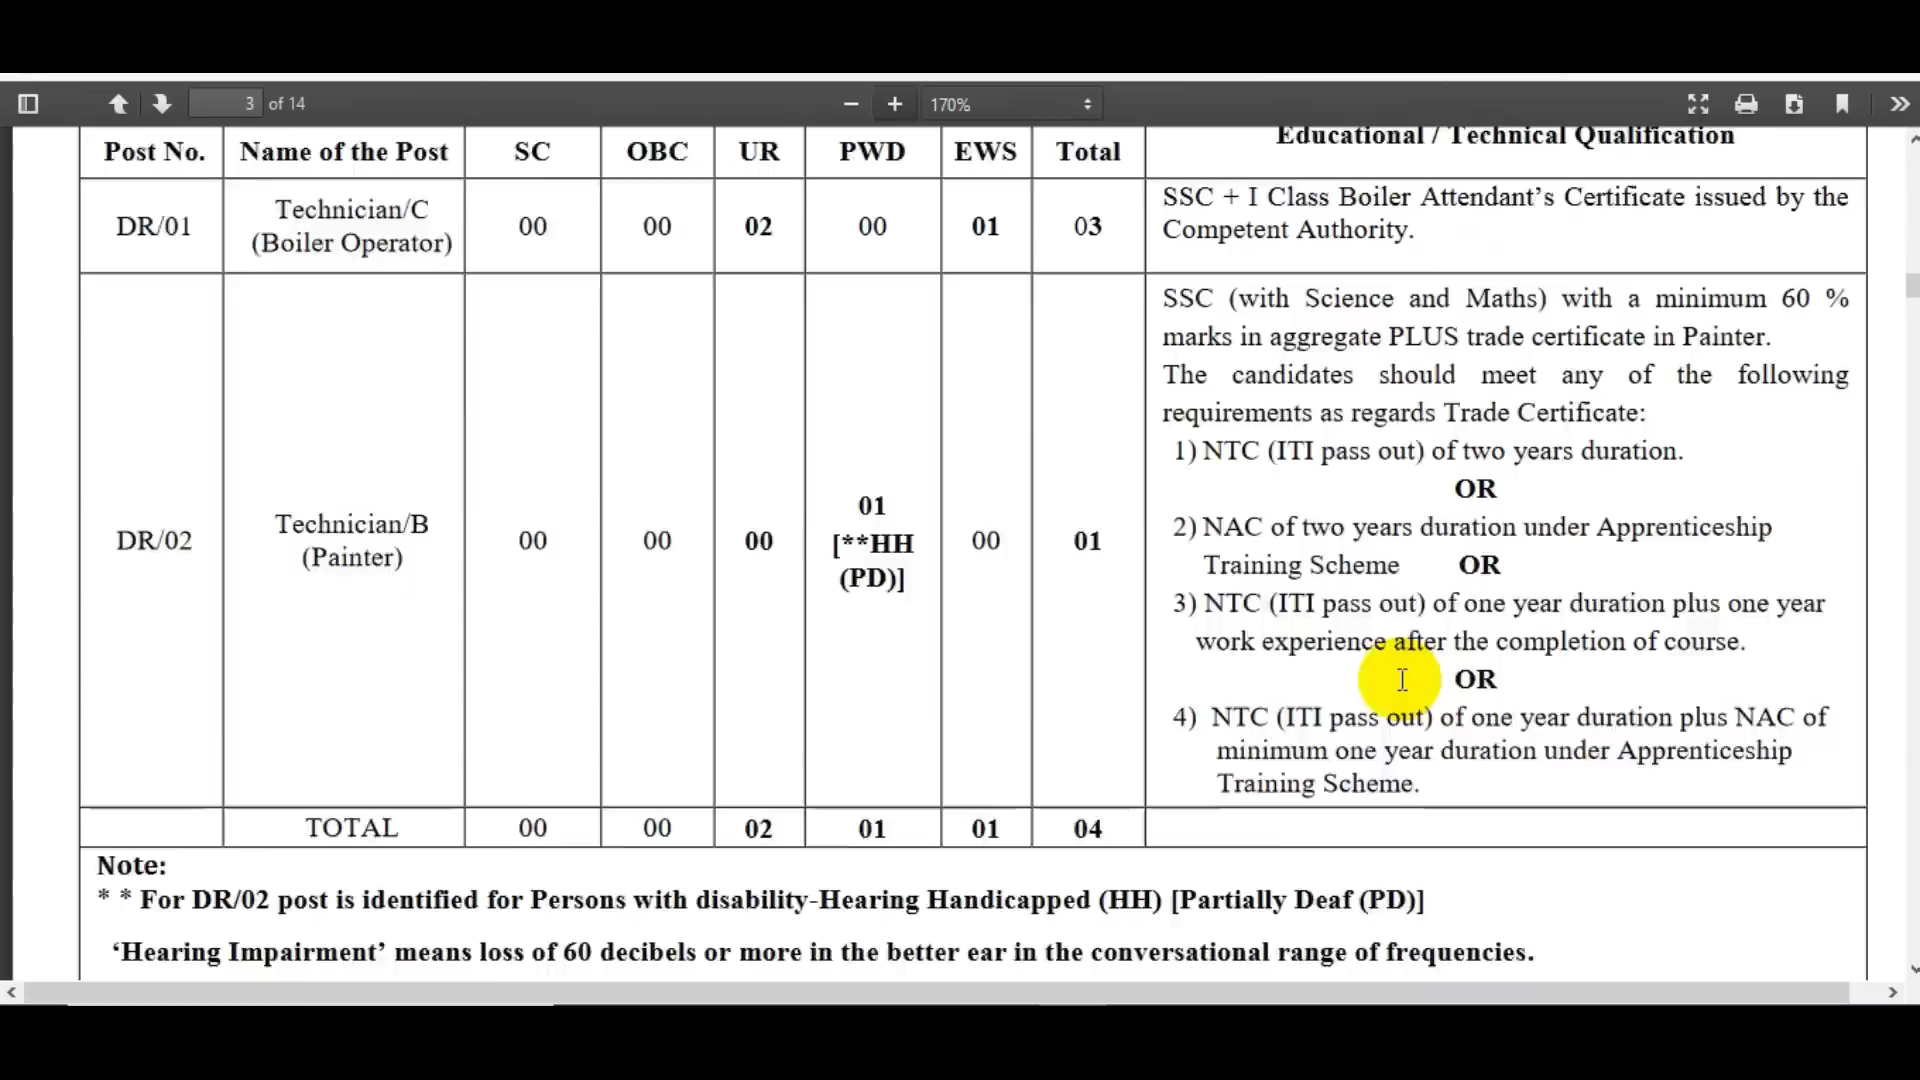 3 of 14
170%
Educational / Technical Qualification
Post No. Name of the Post SC OBC UR PWD EWS Total
DR/01 Technician/C (Boiler Operator) 00 00 02 00 01 03
SSC + I Class Boiler Attendant’s Certificate issued by the
Competent Authority.
DR/02 Technician/B (Painter) 00 00 00 01 [**HH (PD)] 00 01
SSC (with Science and Maths) with a minimum 60 %
marks in aggregate PLUS trade certificate in Painter.
The candidates should meet any of the following
requirements as regards Trade Certificate:
1) NTC (ITI pass out) of two years duration.
OR
2) NAC of two years duration under Apprenticeship
Training Scheme OR
3) NTC (ITI pass out) of one year duration plus one year
work experience after the completion of course.
OR
4) NTC (ITI pass out) of one year duration plus NAC of
minimum one year duration under Apprenticeship
Training Scheme.
TOTAL 00 00 02 01 01 04
Note:
* * For DR/02 post is identified for Persons with disability-Hearing Handicapped (HH) [Partially Deaf (PD)]
‘Hearing Impairment’ means loss of 60 decibels or more in the better ear in the conversational range of frequencies.